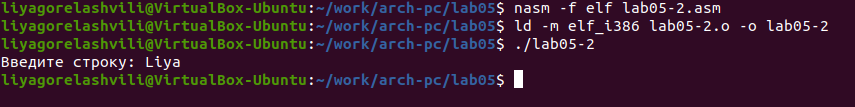 liyagorelashvili@VirtualBox-Ubuntu:~/work/arch-pc/lab05$ nasm -f elf lab05-2.asm
liyagorelashvili@VirtualBox-Ubuntu:~/work/arch-pc/lab05$ ld -m elf_i386 lab05-2.o -o lab05-2
liyagorelashvili@VirtualBox-Ubuntu:~/work/arch-pc/lab05$ ./lab05-2
Введите строку: Liya
liyagorelashvili@VirtualBox-Ubuntu:~/work/arch-pc/lab05$